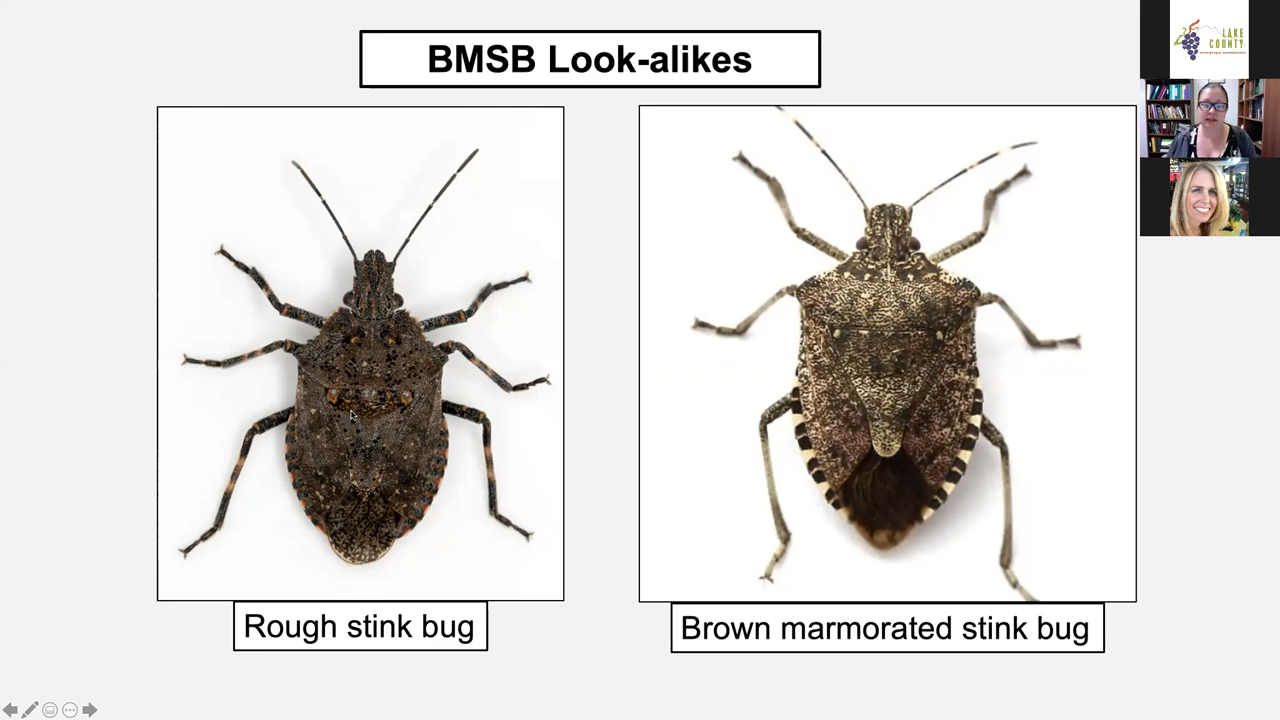 BMSB Look-alikes
LAKE
COUNTY
Rough stink bug
Brown marmorated stink bug